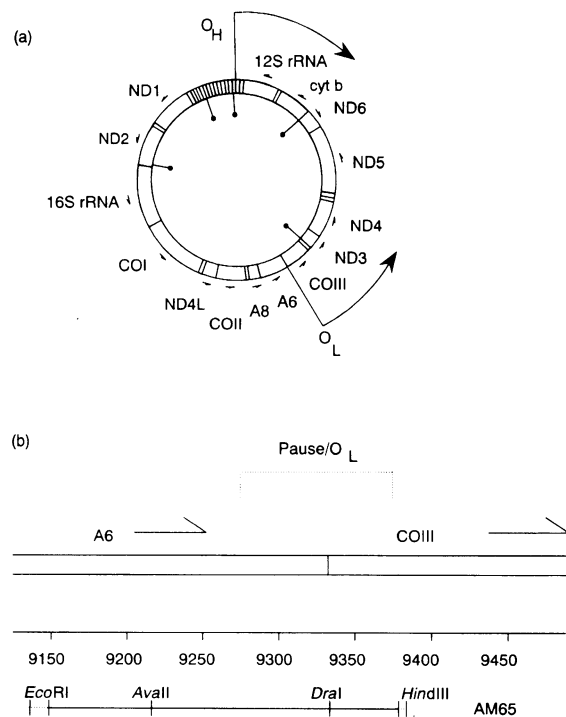 (a)
O H
12S rRNA
cyt b
ND1
ND6
ND2
ND5
16S rRNA
ND4
ND3
COI
COIII
ND4L
A6
A8
COII
O L
(b)
Pause/O L
A6
COIII
9150 9200 9250 9300 9350 9400 9450
EcoRI AvaII DraI HindIII AM65